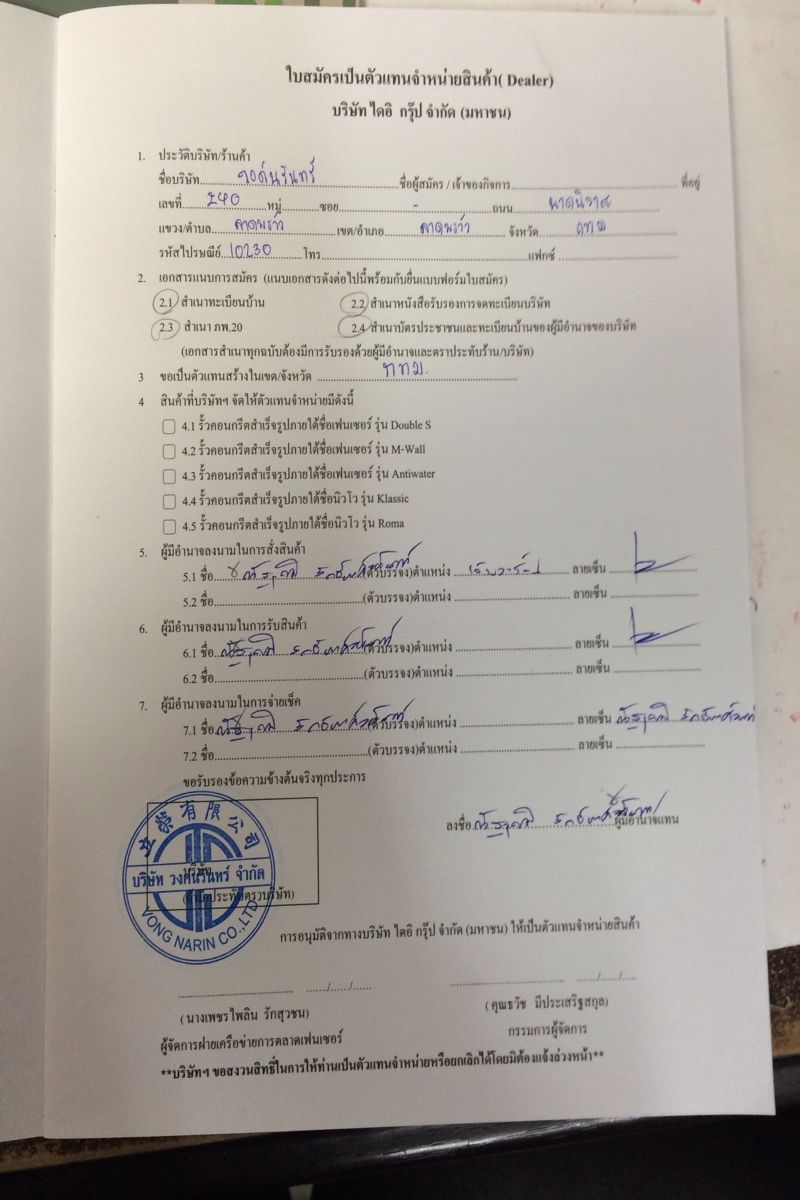 ใบสมัครเป็นตัวแทนจำหน่ายสินค้า( Dealer)
บริษัท ไดอิ กรุ๊ป จำกัด (มหาชน)
1. ประวัติบริษัท/ร้านค้า
ชื่อบริษัท..........ชื่อผู้สมัคร / เจ้าของกิจการ.......... ที่อยู่
เลขที่ 240 หมู่..........ซอย.....-.....ถนน นาคนิวาส
แขวง/ตำบล ลาดพร้าว เขต/อำเภอ ลาดพร้าว จังหวัด กทม
รหัสไปรษณีย์ 10230 โทร..........แฟกซ์ ..........
2. เอกสารแนบการสมัคร (แนบเอกสารดังต่อไปนี้พร้อมกับยื่นแบบฟอร์มใบสมัคร)
2.1 สำเนาทะเบียนบ้าน 2.2 สำเนาหนังสือรับรองการจดทะเบียนบริษัท
2.3 สำเนา ภพ.20 2.4 สำเนาบัตรประชาชนและทะเบียนบ้านของผู้มีอำนาจของบริษัท
(เอกสารสำเนาทุกฉบับต้องมีการรับรองด้วยผู้มีอำนาจและตราประทับร้าน/บริษัท)
3 ขอเป็นตัวแทนสร้างในเขต/จังหวัด กทม.
4 สินค้าที่บริษัทฯ จัดให้ตัวแทนจำหน่ายมีดังนี้
4.1 รั้วคอนกรีตสำเร็จรูปภายใต้ชื่อเฟนเซอร์ รุ่น Double S
4.2 รั้วคอนกรีตสำเร็จรูปภายใต้ชื่อเฟนเซอร์ รุ่น M-Wall
4.3 รั้วคอนกรีตสำเร็จรูปภายใต้ชื่อเฟนเซอร์ รุ่น Antiwater
4.4 รั้วคอนกรีตสำเร็จรูปภายใต้ชื่อนิวโว รุ่น Klassic
4.5 รั้วคอนกรีตสำเร็จรูปภายใต้ชื่อนิวโว รุ่น Roma
5. ผู้มีอำนาจลงนามในการสั่งสินค้า
5.1 ชื่อ..........(ตัวบรรจง)ตำแหน่ง .......... ลายเซ็น ..........
5.2 ชื่อ..........(ตัวบรรจง)ตำแหน่ง .......... ลายเซ็น ..........
6. ผู้มีอำนาจลงนามในการรับสินค้า
6.1 ชื่อ..........(ตัวบรรจง)ตำแหน่ง .......... ลายเซ็น ..........
6.2 ชื่อ..........(ตัวบรรจง)ตำแหน่ง .......... ลายเซ็น ..........
7. ผู้มีอำนาจลงนามในการจ่ายเช็ค
7.1 ชื่อ..........(ตัวบรรจง)ตำแหน่ง .......... ลายเซ็น
7.2 ชื่อ..........(ตัวบรรจง)ตำแหน่ง .......... ลายเซ็น ..........
ขอรับรองข้อความข้างต้นจริงทุกประการ
ลงชื่อ..........ผู้มีอำนาจแทน
榮有限公司
บริษัท
บริษัท วงศ์นรินทร์ จำกัด
VONG NARIN CO.,LTD.
การอนุมัติจากทางบริษัท ไดอิ กรุ๊ป จำกัด (มหาชน) ให้เป็นตัวแทนจำหน่ายสินค้า
.......... ....../....../...... .......... ....../....../......
(นางเพชรไพลิน รักสุวชน) (คุณธวัช มีประเสริฐสกุล)
ผู้จัดการฝ่ายเครือข่ายการตลาดเฟนเซอร์ กรรมการผู้จัดการ
**บริษัทฯ ขอสงวนสิทธิ์ในการให้ท่านเป็นตัวแทนจำหน่ายหรือยกเลิกได้โดยมิต้องแจ้งล่วงหน้า**